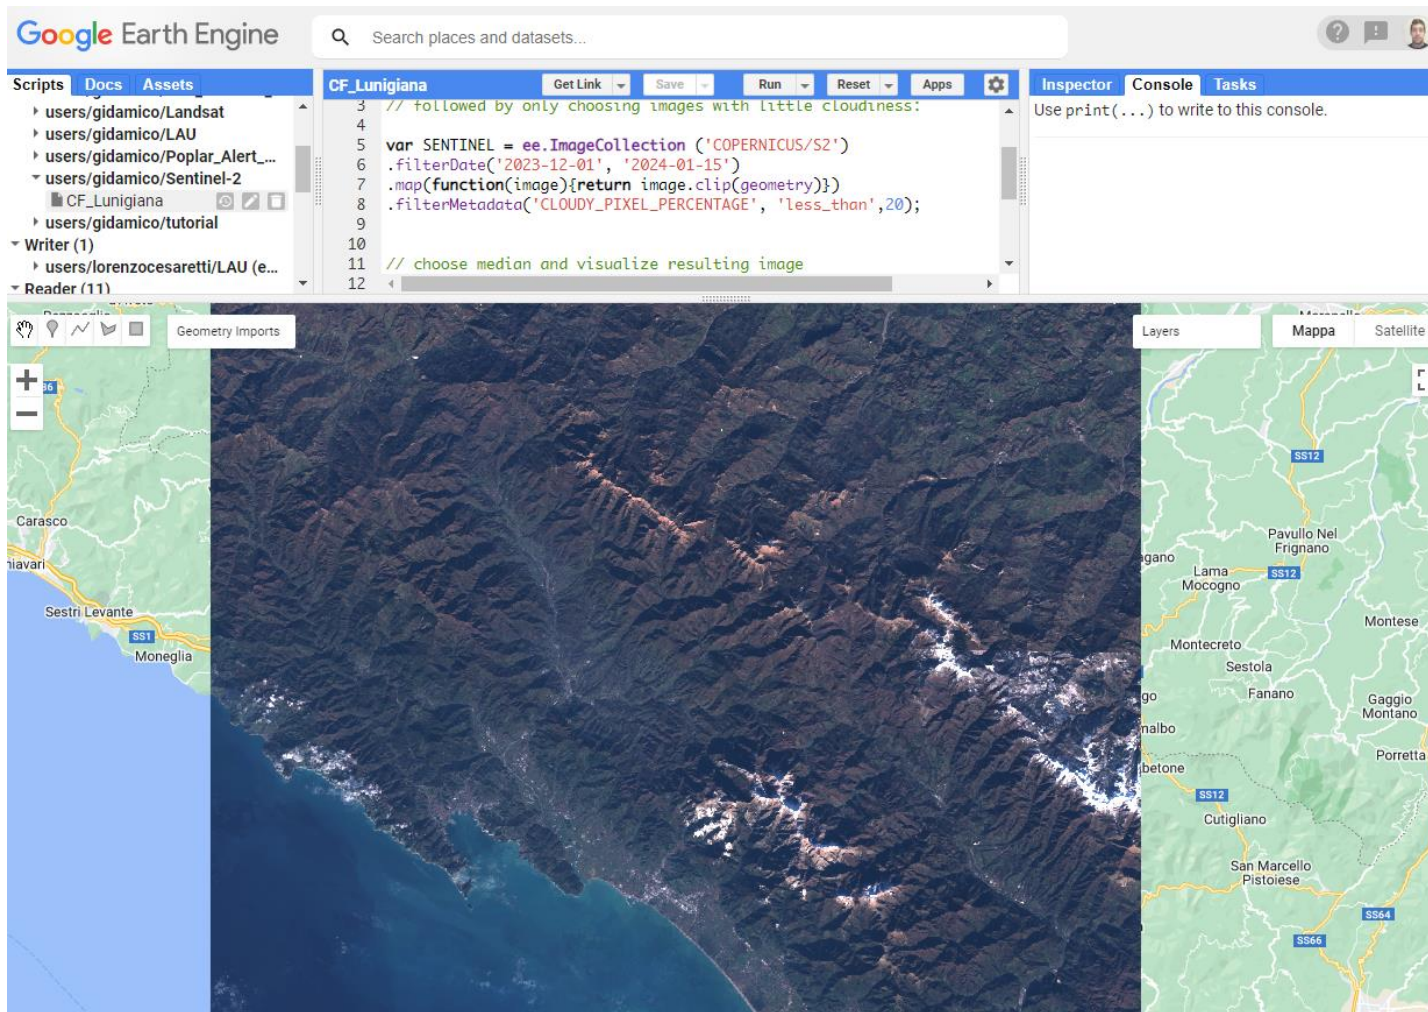 Google Earth Engine
Search places and datasets...
Scripts Docs Assets
users/gidamico/Landsat
users/gidamico/LAU
users/gidamico/Poplar_Alert_...
users/gidamico/Sentinel-2
CF_Lunigiana
users/gidamico/tutorial
Writer (1)
users/lorenzocesaretti/LAU (e...
Reader (11)
CF_Lunigiana Get Link Save Run Reset Apps
3 // followed by only choosing images with little cloudiness:
4
5 var SENTINEL = ee.ImageCollection ('COPERNICUS/S2')
6 .filterDate('2023-12-01', '2024-01-15')
7 .map(function(image){return image.clip(geometry)})
8 .filterMetadata('CLOUDY_PIXEL_PERCENTAGE', 'less_than',20);
9
10
11 // choose median and visualize resulting image
12
Inspector Console Tasks
Use print(...) to write to this console.
Geometry Imports
Layers
Mappa Satellite
Carasco
hiavari
Sestri Levante
SS1
Moneglia
SS12
Pavullo Nel
Frignano
agano
Lama
Mocogno
SS12
Montese
Montecreto
Sestola
Fanano
ago
Gaggio
Montano
malbo
Porretta
betone
SS12
Cutigliano
San Marcello
Pistoiese
SS64
SS66